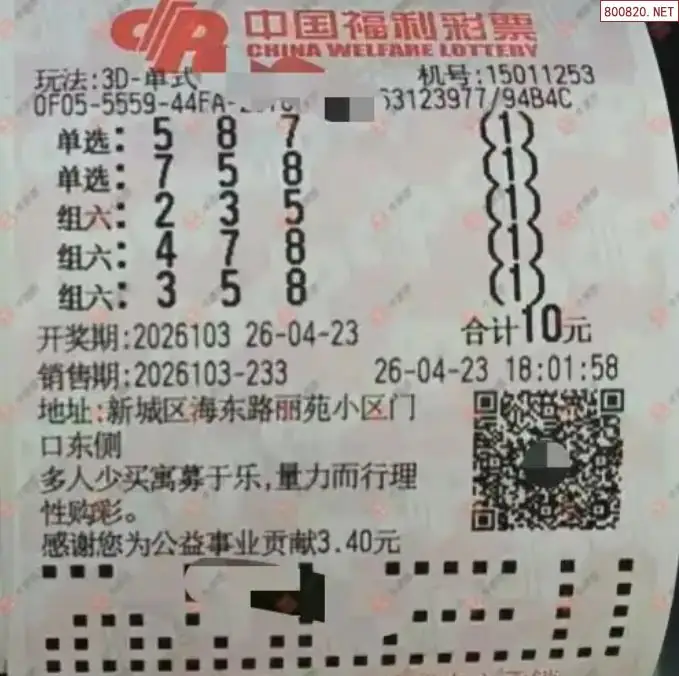 800820.NET
中国福利彩票
CHINA WELFARE LOTTERY
玩法:3D-单式 机号:15011253
0F05-5559-44FA- 63123977/94B4C
单选: 5 8 7 (1)
单选: 7 5 8 (1)
组六: 2 3 5 (1)
组六: 4 7 8 (1)
组六: 3 5 8 (1)
开奖期:2026103 26-04-23 合计10元
销售期:2026103-233 26-04-23 18:01:58
地址:新城区海东路丽苑小区门
口东侧
多人少买寓募于乐,量力而行理
性购彩。
感谢您为公益事业贡献3.40元